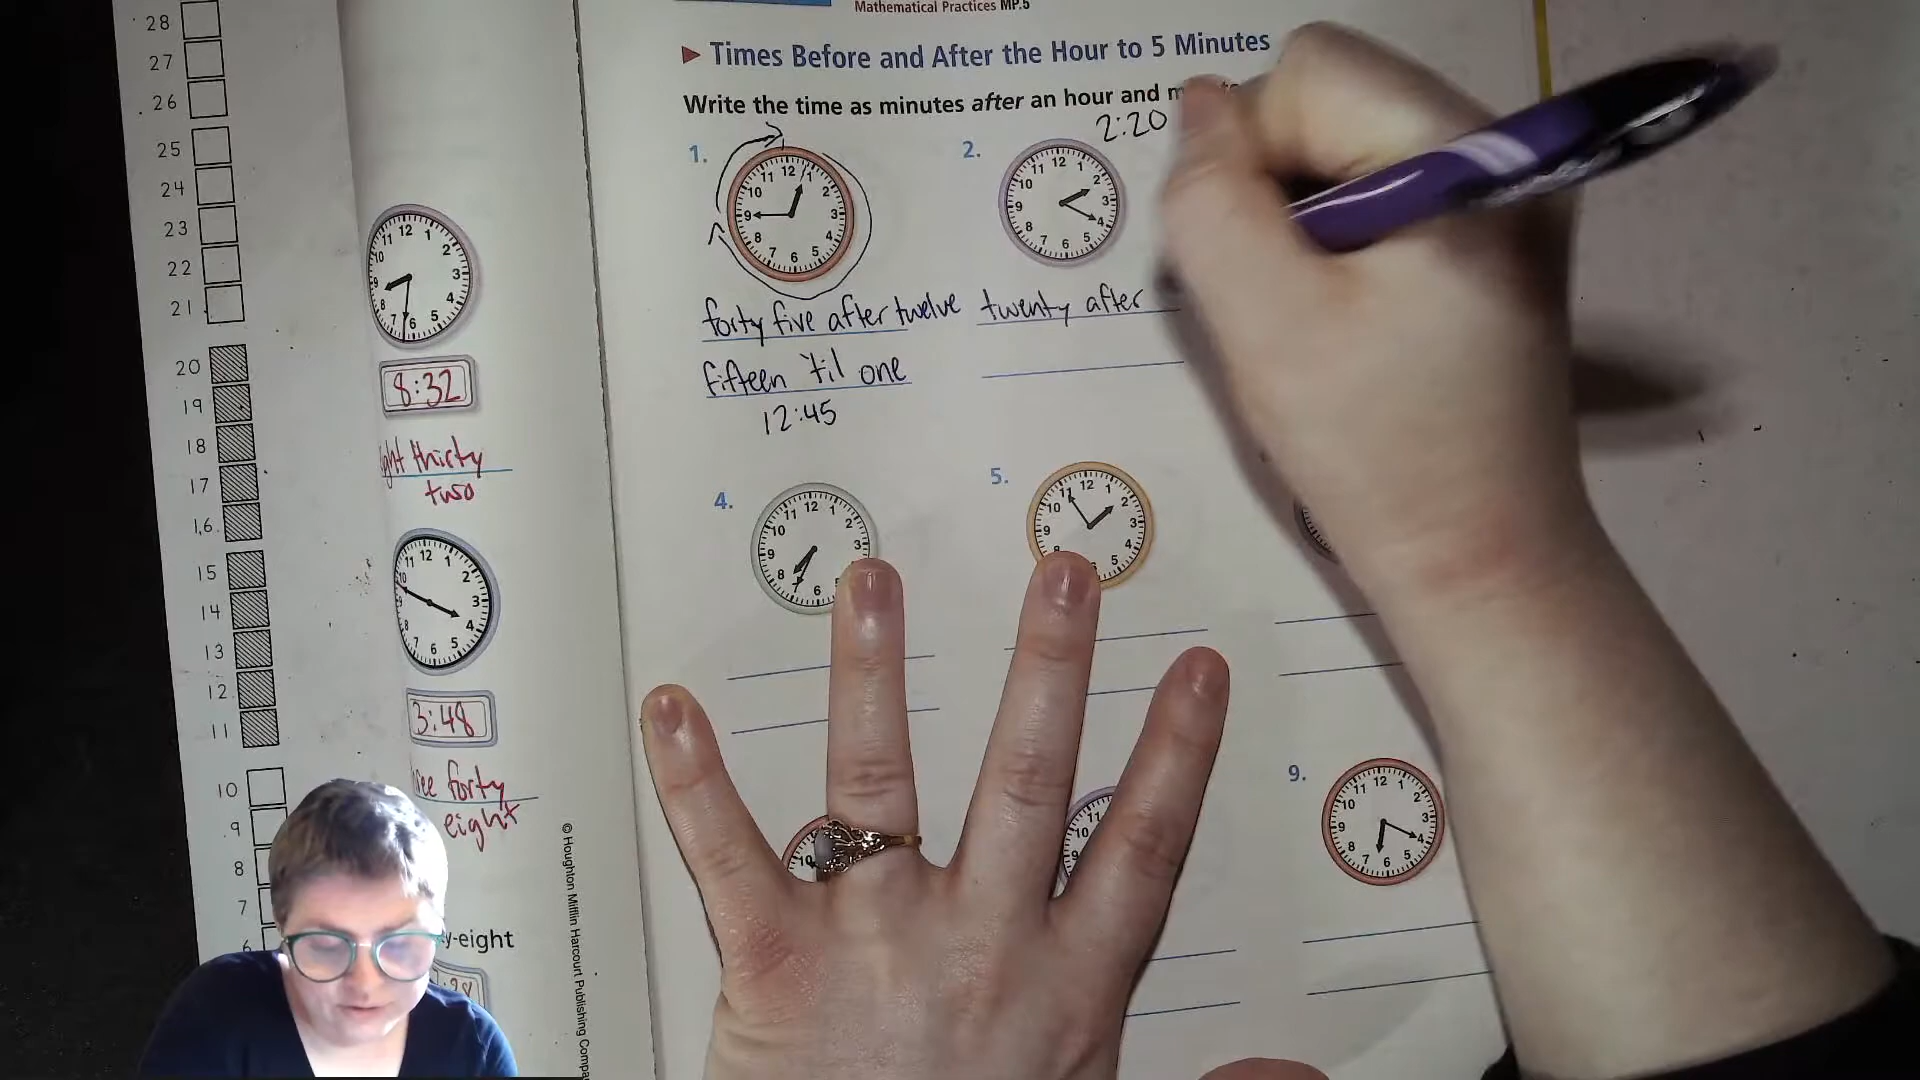 Mathematical Practices MP.5
Times Before and After the Hour to 5 Minutes
Write the time as minutes after an hour and
1.
2.
2:20
forty five after twelve
fifteen 'til one
12:45
twenty after
4.
5.
9.
28
27
26
25
24
23
22
21
20
19
18
17
16
15
14
13
12
11
10
9
8
7
6
8:32
thirty
two
3:48
forty
eight
-eight
© Houghton Mifflin Harcourt Publishing